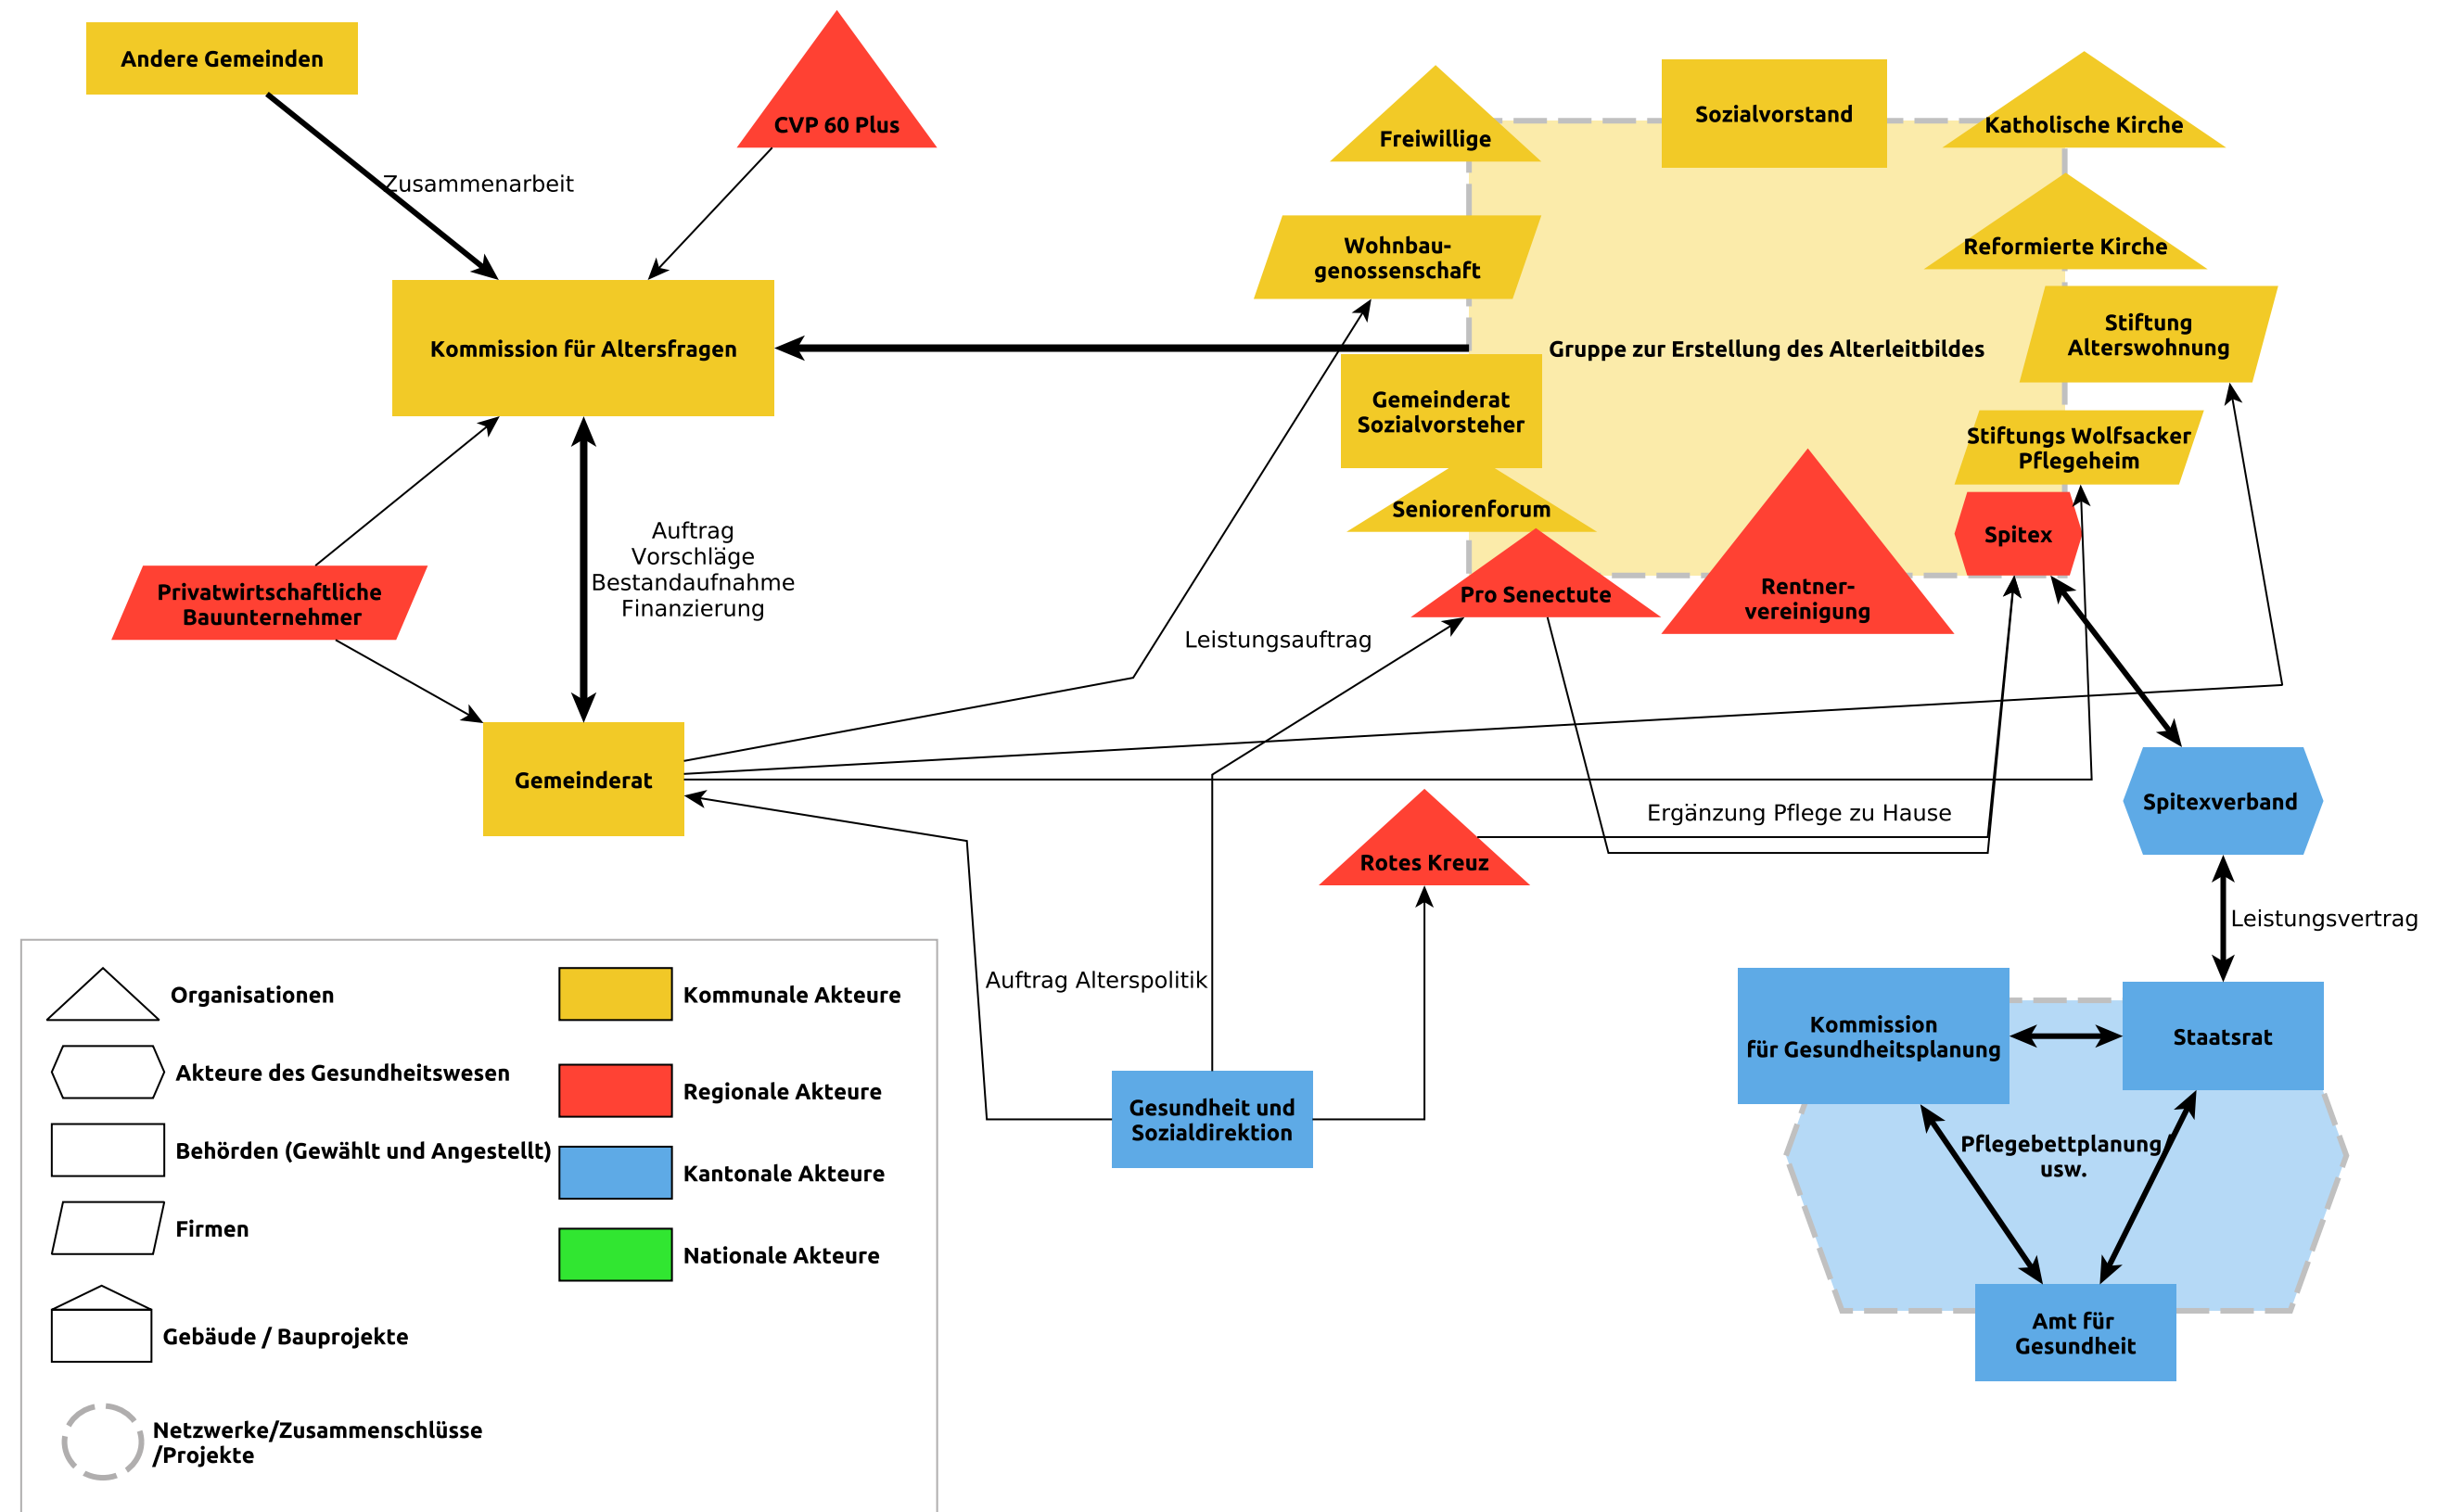 Andere Gemeinden
CVP 60 Plus
Zusammenarbeit
Freiwillige
Sozialvorstand
Katholische Kirche
Wohnbau-
genossenschaft
Reformierte Kirche
Kommission für Altersfragen
Gruppe zur Erstellung des Alterleitbildes
Stiftung
Alterswohnung
Gemeinderat
Sozialvorsteher
Stiftungs Wolfsacker
Pflegeheim
Seniorenforum
Spitex
Auftrag
Vorschläge
Bestandaufnahme
Finanzierung
Privatwirtschaftliche
Bauunternehmer
Pro Senectute
Rentner-
vereinigung
Leistungsauftrag
Gemeinderat
Spitexverband
Ergänzung Pflege zu Hause
Rotes Kreuz
Leistungsvertrag
Auftrag Alterspolitik
Kommission
für Gesundheitsplanung
Staatsrat
Gesundheit und
Sozialdirektion
Pflegebettplanung
usw.
Amt für
Gesundheit
Organisationen
Akteure des Gesundheitswesen
Behörden (Gewählt und Angestellt)
Firmen
Gebäude / Bauprojekte
Netzwerke/Zusammenschlüsse
/Projekte
Kommunale Akteure
Regionale Akteure
Kantonale Akteure
Nationale Akteure